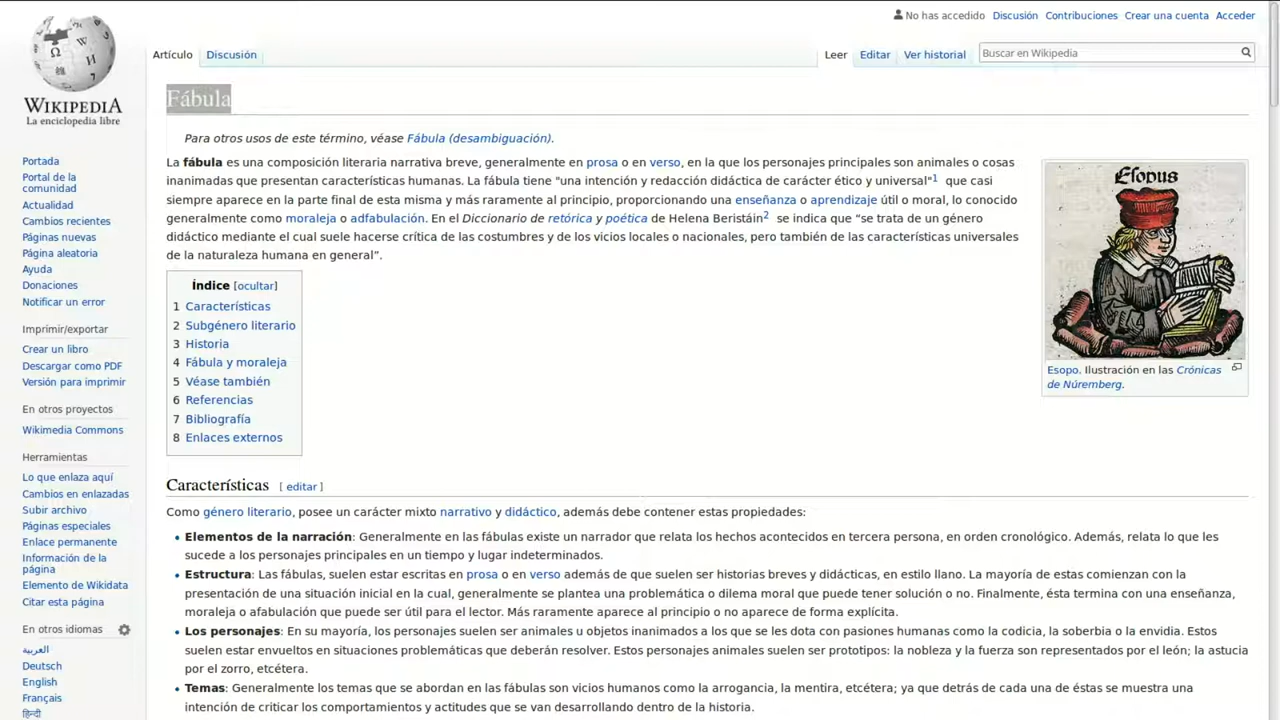 No has accedido Discusión Contribuciones Crear una cuenta Acceder
WIKIPEDIA
La enciclopedia libre
Artículo Discusión
Leer Editar Ver historial Buscar en Wikipedia
Portada
Portal de la
comunidad
Actualidad
Cambios recientes
Páginas nuevas
Página aleatoria
Ayuda
Donaciones
Notificar un error
Imprimir/exportar
Crear un libro
Descargar como PDF
Versión para imprimir
En otros proyectos
Wikimedia Commons
Herramientas
Lo que enlaza aquí
Cambios en enlazadas
Subir archivo
Páginas especiales
Enlace permanente
Información de la
página
Elemento de Wikidata
Citar esta página
En otros idiomas
العربية
Deutsch
English
Français
हिन्दी
Fábula
Para otros usos de este término, véase Fábula (desambiguación).
La fábula es una composición literaria narrativa breve, generalmente en prosa o en verso, en la que los personajes principales son animales o cosas
inanimadas que presentan características humanas. La fábula tiene "una intención y redacción didáctica de carácter ético y universal"1 que casi
siempre aparece en la parte final de esta misma y más raramente al principio, proporcionando una enseñanza o aprendizaje útil o moral, lo conocido
generalmente como moraleja o adfabulación. En el Diccionario de retórica y poética de Helena Beristáin2 se indica que “se trata de un género
didáctico mediante el cual suele hacerse crítica de las costumbres y de los vicios locales o nacionales, pero también de las características universales
de la naturaleza humana en general”.
Esopus
Esopo. Ilustración en las Crónicas
de Núremberg.
Índice [ocultar]
1 Características
2 Subgénero literario
3 Historia
4 Fábula y moraleja
5 Véase también
6 Referencias
7 Bibliografía
8 Enlaces externos
Características [ editar ]
Como género literario, posee un carácter mixto narrativo y didáctico, además debe contener estas propiedades:
• Elementos de la narración: Generalmente en las fábulas existe un narrador que relata los hechos acontecidos en tercera persona, en orden cronológico. Además, relata lo que les
sucede a los personajes principales en un tiempo y lugar indeterminados.
• Estructura: Las fábulas, suelen estar escritas en prosa o en verso además de que suelen ser historias breves y didácticas, en estilo llano. La mayoría de estas comienzan con la
presentación de una situación inicial en la cual, generalmente se plantea una problemática o dilema moral que puede tener solución o no. Finalmente, ésta termina con una enseñanza,
moraleja o afabulación que puede ser útil para el lector. Más raramente aparece al principio o no aparece de forma explícita.
• Los personajes: En su mayoría, los personajes suelen ser animales u objetos inanimados a los que se les dota con pasiones humanas como la codicia, la soberbia o la envidia. Estos
suelen estar envueltos en situaciones problemáticas que deberán resolver. Estos personajes animales suelen ser prototipos: la nobleza y la fuerza son representados por el león; la astucia
por el zorro, etcétera.
• Temas: Generalmente los temas que se abordan en las fábulas son vicios humanos como la arrogancia, la mentira, etcétera; ya que detrás de cada una de éstas se muestra una
intención de criticar los comportamientos y actitudes que se van desarrollando dentro de la historia.